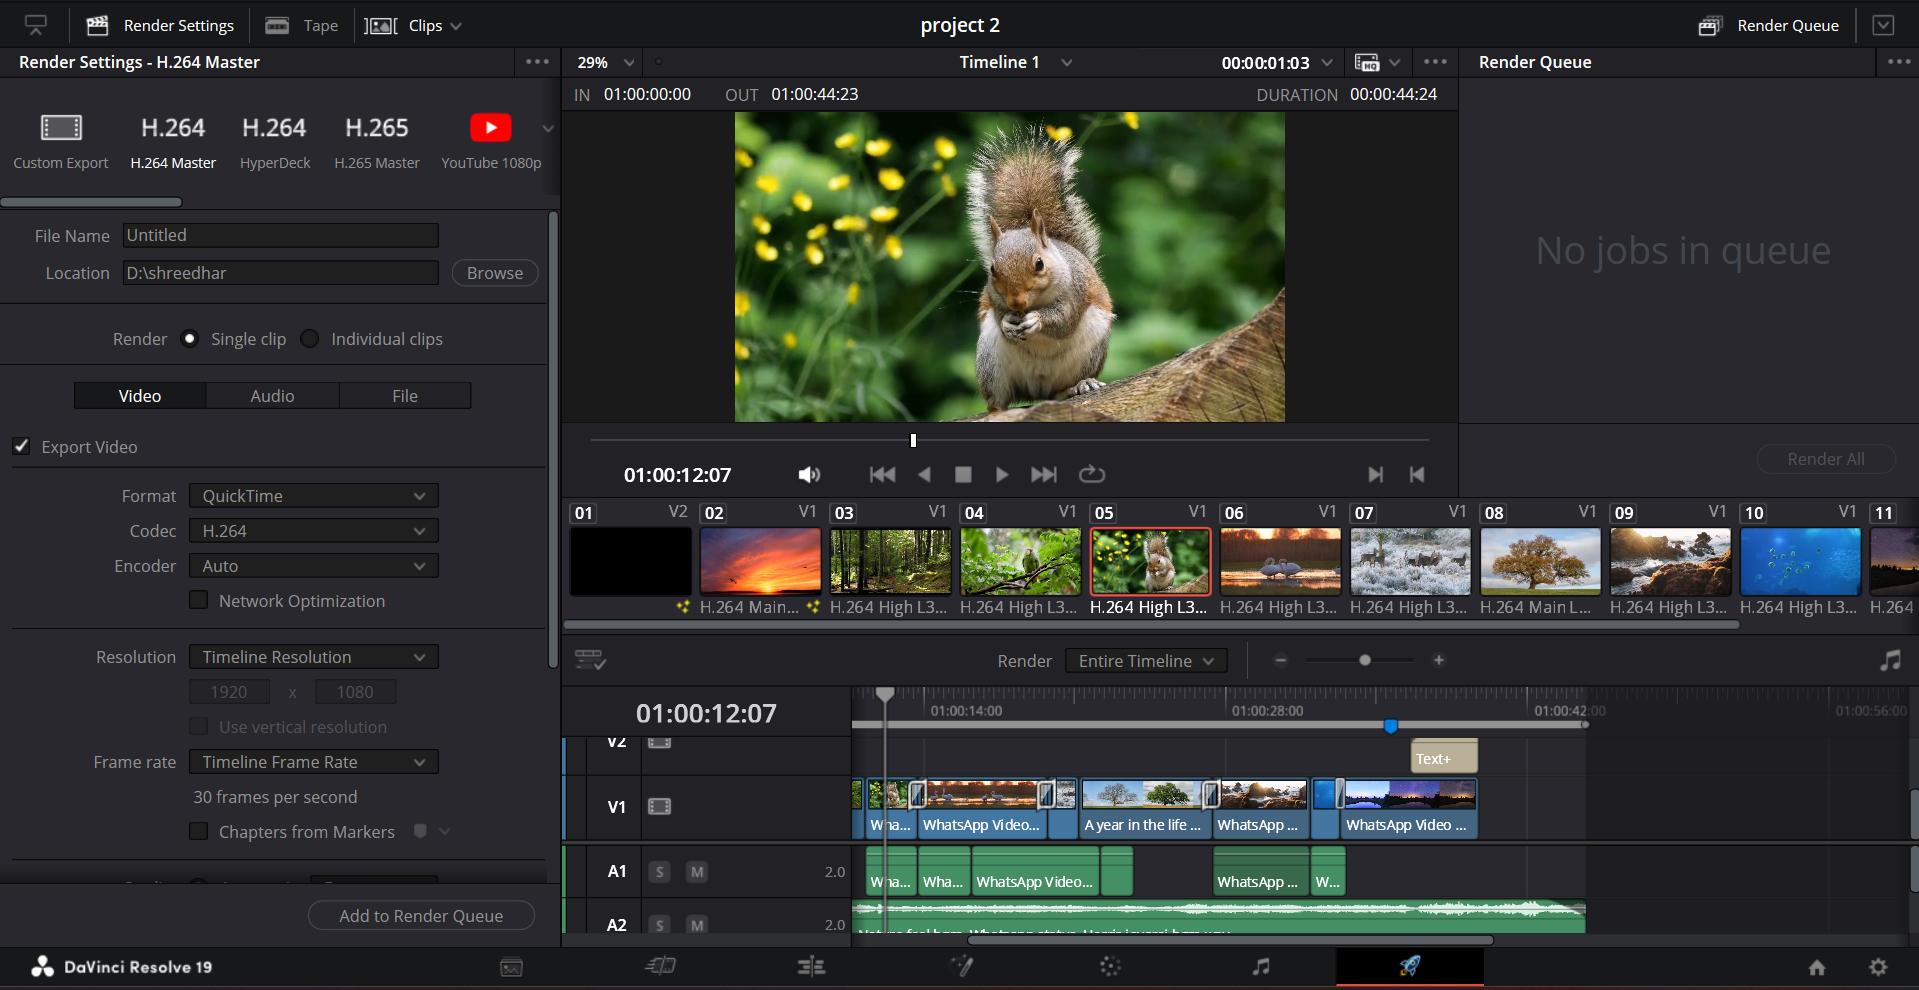 Render Settings
Tape
Clips
project 2
Render Queue
Render Settings - H.264 Master
29%
Timeline 1
00:00:01:03
HQ
Render Queue
IN 01:00:00:00 OUT 01:00:44:23
DURATION 00:00:44:24
H.264 H.264 H.265
Custom Export H.264 Master HyperDeck H.265 Master YouTube 1080p
File Name Untitled
Location D:\shreedhar Browse
Render Single clip Individual clips
Video Audio File
Export Video
Format QuickTime
Codec H.264
Encoder Auto
Network Optimization
Resolution Timeline Resolution
1920 x 1080
Use vertical resolution
Frame rate Timeline Frame Rate
30 frames per second
Chapters from Markers
Add to Render Queue
No jobs in queue
Render All
01:00:12:07
01 V2 02 V1 03 V1 04 V1 05 V1 06 V1 07 V1 08 V1 09 V1 10 V1 11
H.264 Main... H.264 High L3... H.264 High L3... H.264 High L3... H.264 High L3... H.264 High L3... H.264 Main L... H.264 High L3... H.264 High L3... H.264
Render Entire Timeline
01:00:12:07
01:00:14:00 01:00:28:00 01:00:42:00 01:00:56:00
V2
Text+
V1
Wha... WhatsApp Video... A year in the life ... WhatsApp ... WhatsApp Video ...
A1 S M 2.0
Wha... Wha... WhatsApp Video... WhatsApp ... W...
A2 S M 2.0
DaVinci Resolve 19